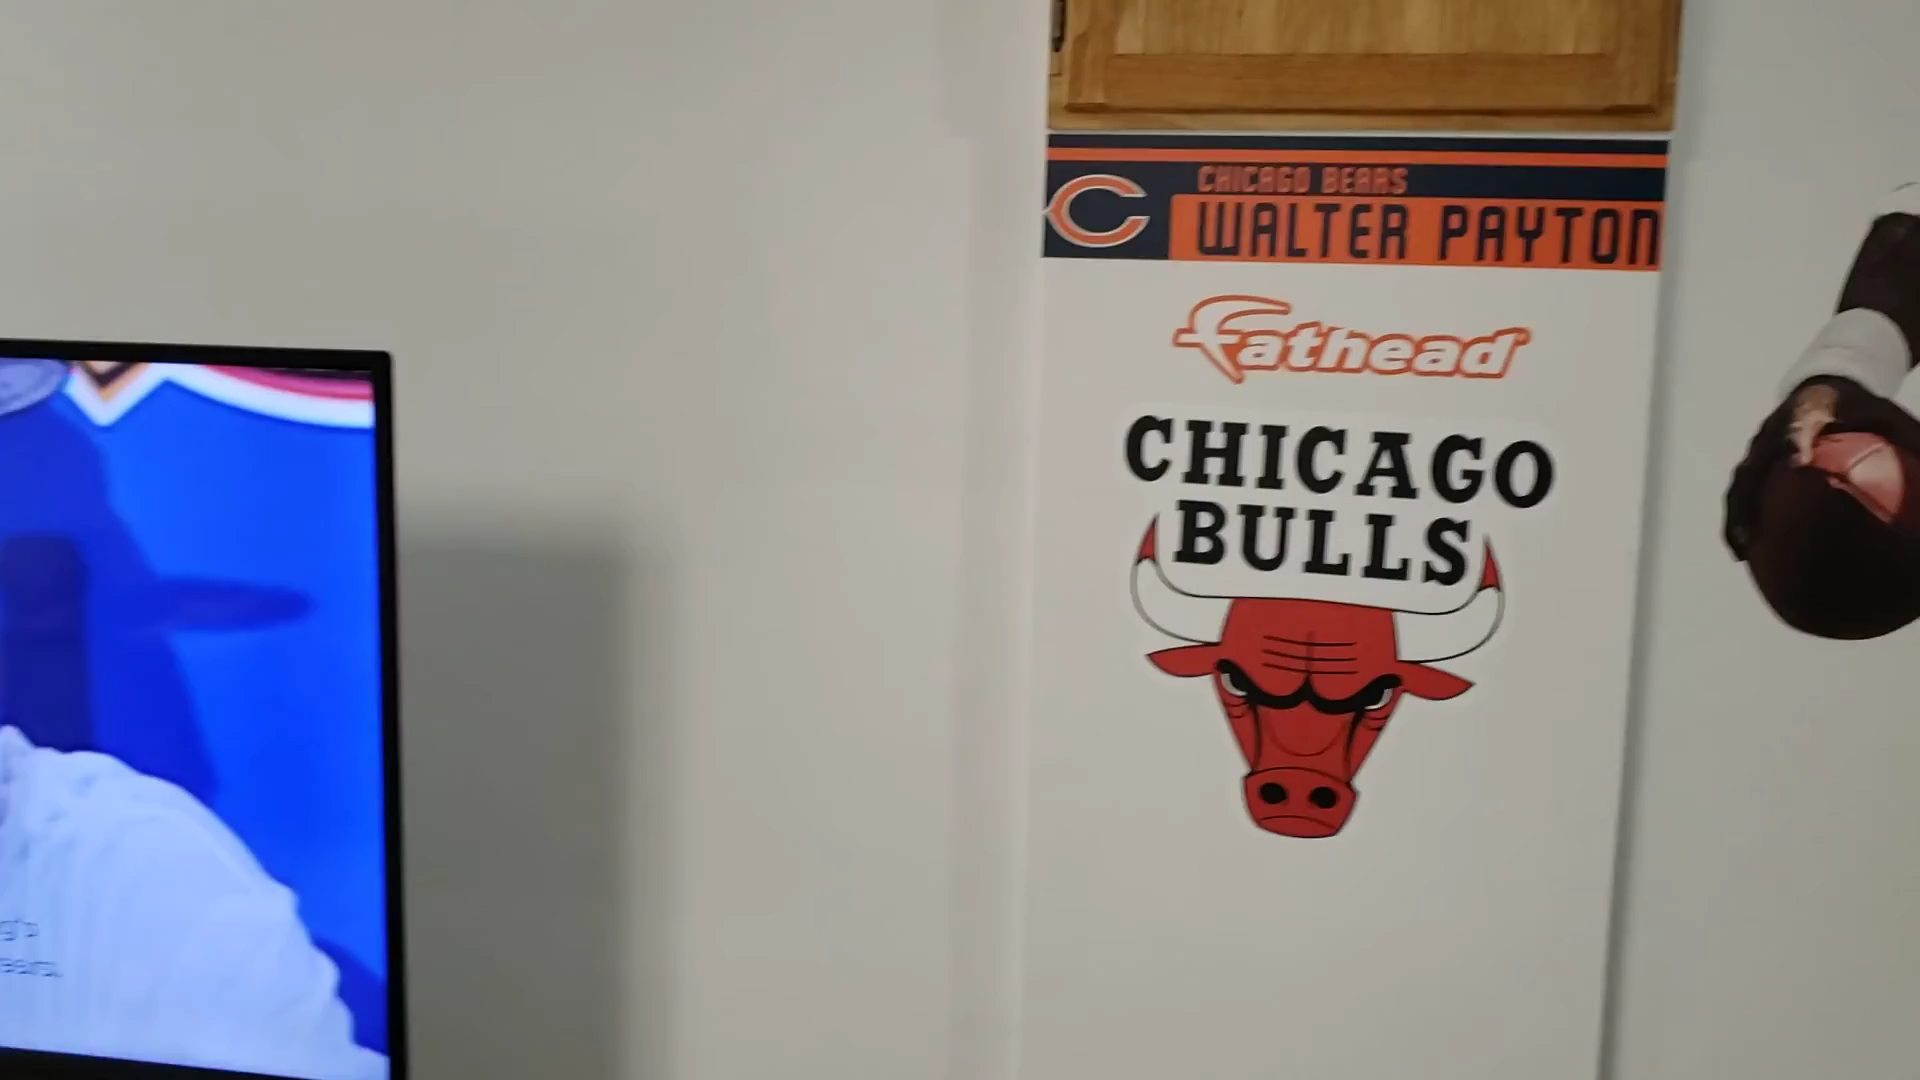 CHICAGO BEARS
WALTER PAYTON
Fathead
CHICAGO
BULLS